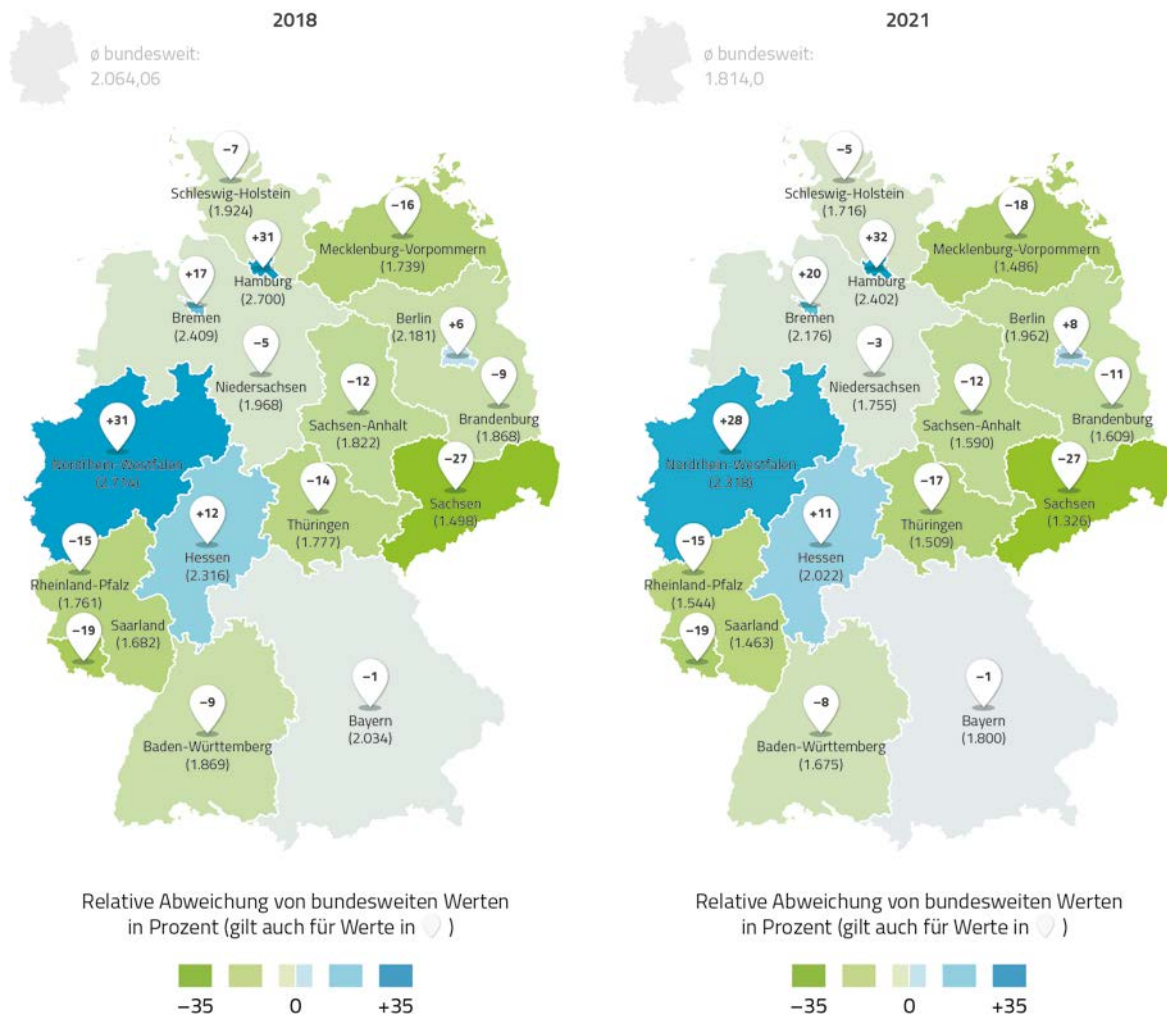 2018
ø bundesweit:
2.064,06
−7
Schleswig-Holstein
(1.924)
−16
Mecklenburg-Vorpommern
(1.739)
+31
Hamburg
(2.700)
+17
Bremen
(2.409)
Berlin
(2.181)
+6
−5
Niedersachsen
(1.968)
−9
Brandenburg
(1.868)
−12
Sachsen-Anhalt
(1.822)
+31
Nordrhein-Westfalen
(2.774)
−27
Sachsen
(1.498)
−14
Thüringen
(1.777)
+12
Hessen
(2.316)
−15
Rheinland-Pfalz
(1.761)
−19
Saarland
(1.682)
−1
Bayern
(2.034)
−9
Baden-Württemberg
(1.869)
Relative Abweichung von bundesweiten Werten
in Prozent (gilt auch für Werte in )
−35 0 +35
2021
ø bundesweit:
1.814,0
−5
Schleswig-Holstein
(1.716)
−18
Mecklenburg-Vorpommern
(1.486)
+32
Hamburg
(2.402)
+20
Bremen
(2.176)
Berlin
(1.962)
+8
−3
Niedersachsen
(1.755)
−11
Brandenburg
(1.609)
−12
Sachsen-Anhalt
(1.590)
+28
Nordrhein-Westfalen
(2.318)
−27
Sachsen
(1.326)
−17
Thüringen
(1.509)
+11
Hessen
(2.022)
−15
Rheinland-Pfalz
(1.544)
−19
Saarland
(1.463)
−1
Bayern
(1.800)
−8
Baden-Württemberg
(1.675)
Relative Abweichung von bundesweiten Werten
in Prozent (gilt auch für Werte in )
−35 0 +35